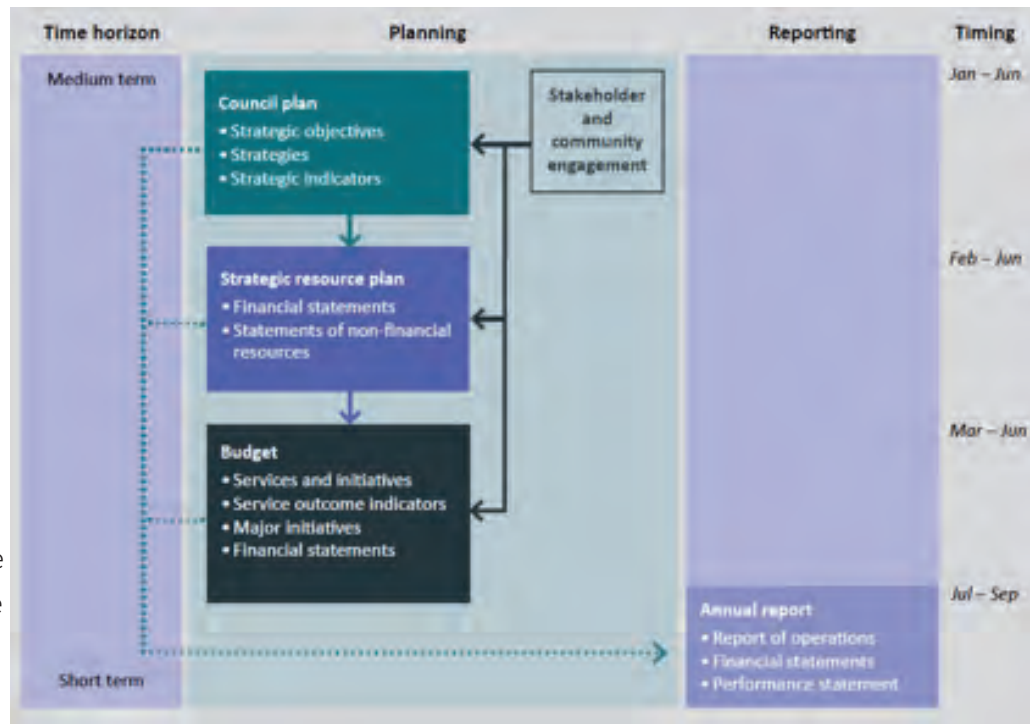 Time horizon
Planning
Reporting
Timing
Medium term
Jan – Jun
Council plan
• Strategic objectives
• Strategies
• Strategic indicators
Stakeholder
and
community
engagement
Feb – Jun
Strategic resource plan
• Financial statements
• Statements of non-financial
resources
Mar – Jun
Budget
• Services and initiatives
• Service outcome indicators
• Major initiatives
• Financial statements
Jul – Sep
Annual report
• Report of operations
• Financial statements
• Performance statement
Short term